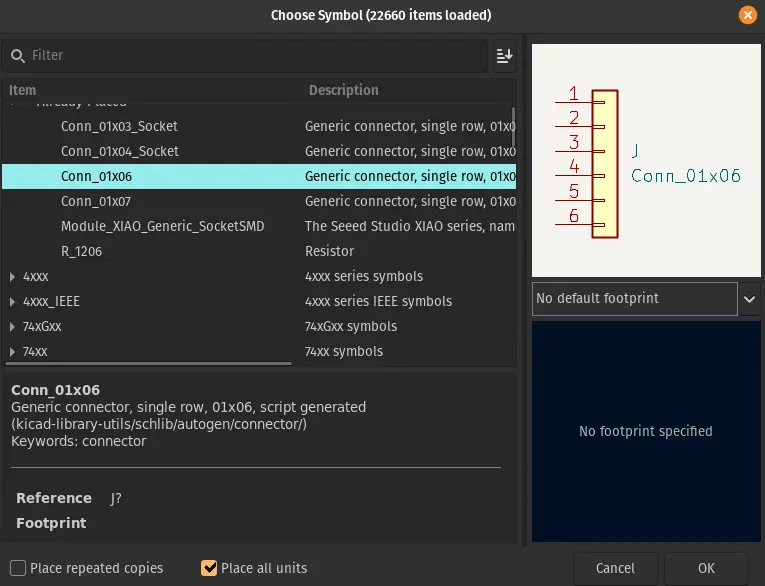 Choose Symbol (22660 items loaded)
Filter
Item Description
Already Placed
Conn_01x03_Socket Generic connector, single row, 01x0
Conn_01x04_Socket Generic connector, single row, 01x0
Conn_01x06 Generic connector, single row, 01x0
Conn_01x07 Generic connector, single row, 01x0
Module_XIAO_Generic_SocketSMD The Seeed Studio XIAO series, nam
R_1206 Resistor
4xxx 4xxx series symbols
4xxx_IEEE 4xxx series IEEE symbols
74xGxx 74xGxx symbols
74xx 74xx symbols
Conn_01x06
Generic connector, single row, 01x06, script generated
(kicad-library-utils/schlib/autogen/connector/)
Keywords: connector
Reference J?
Footprint
Place repeated copies Place all units
1
2
3
4
5
6
J
Conn_01x06
No default footprint
No footprint specified
Cancel OK